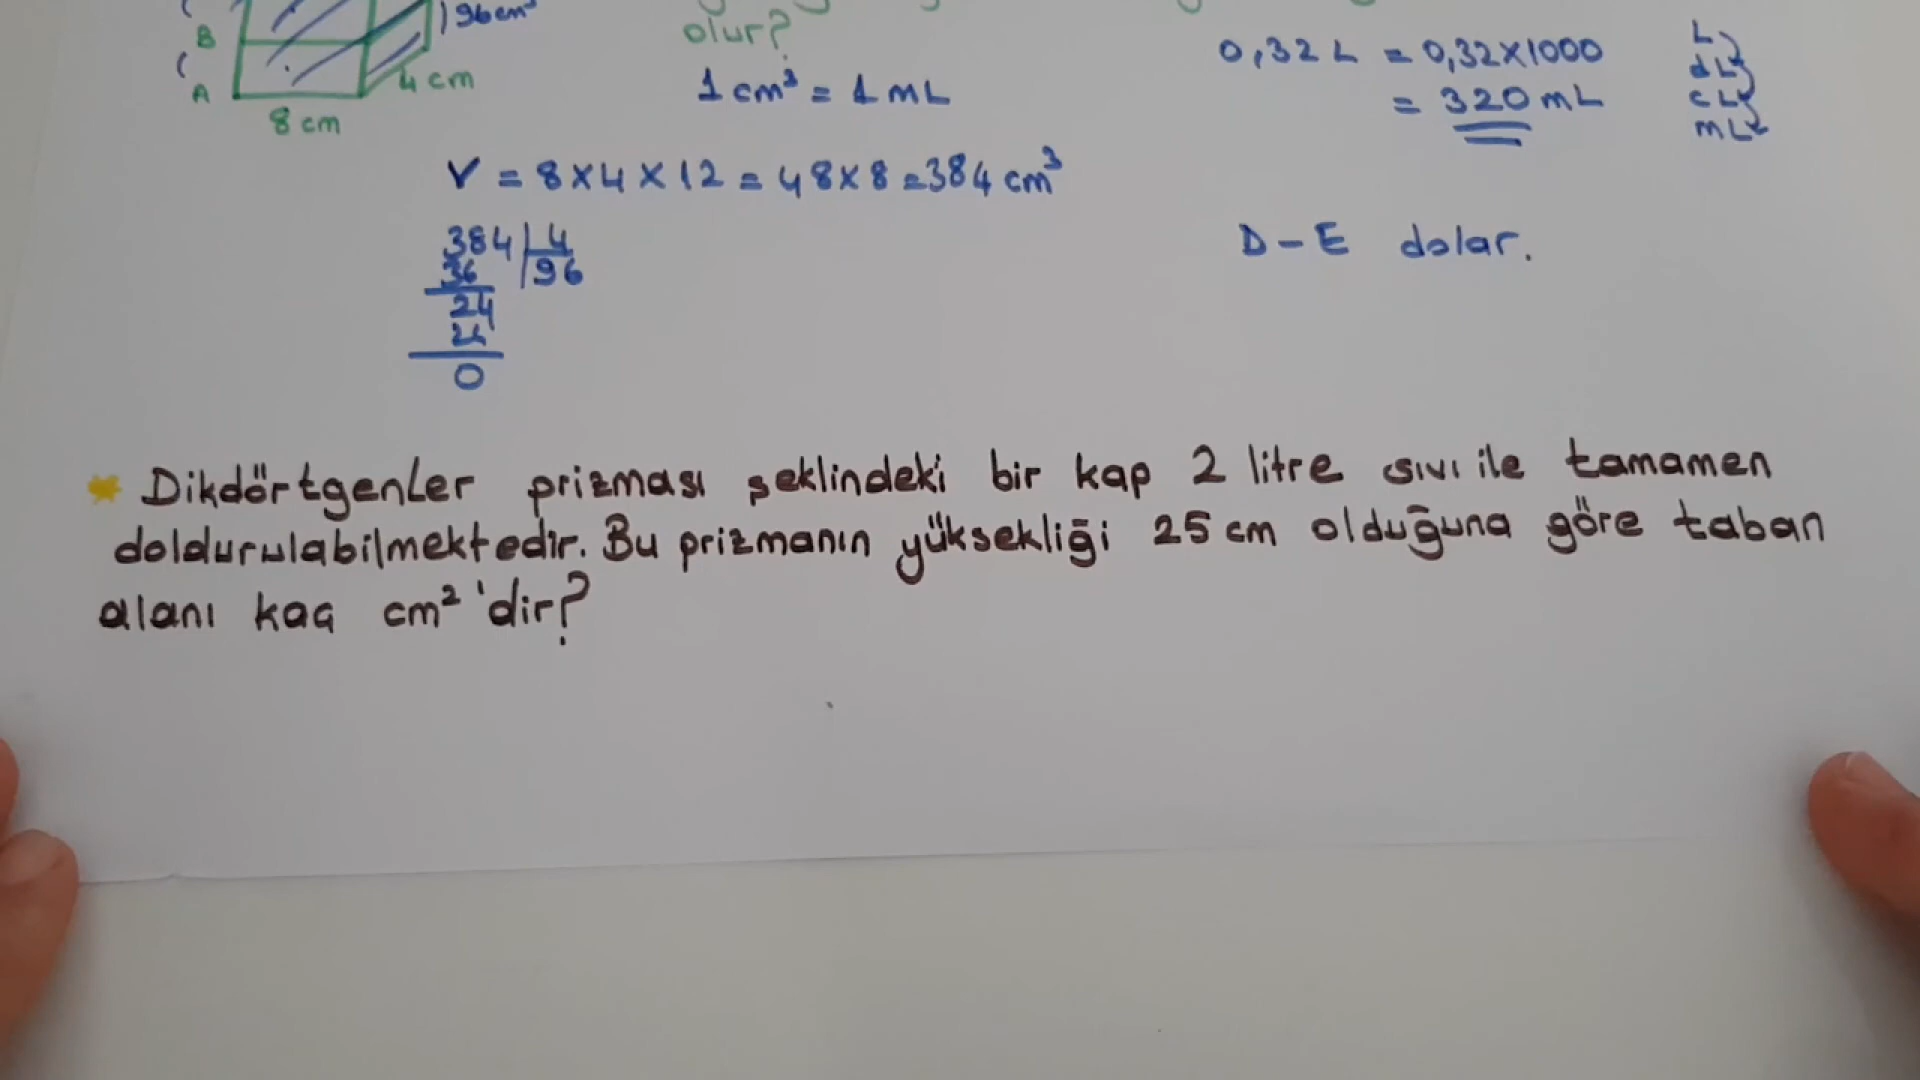 96cm³
B
A
4 cm
8 cm
olur?
1 cm³ = 1 mL
0,32 L = 0,32x1000
= 320 mL
L
dL
cL
mL
V = 8x4x12 = 48x8 = 384 cm³
384 4
36 96
24
24
0
D-E dolar.
Dikdörtgenler prizması şeklindeki bir kap 2 litre sıvı ile tamamen
doldurulabilmektedir. Bu prizmanın yüksekliği 25 cm olduğuna göre taban
alanı kaç cm² 'dir?